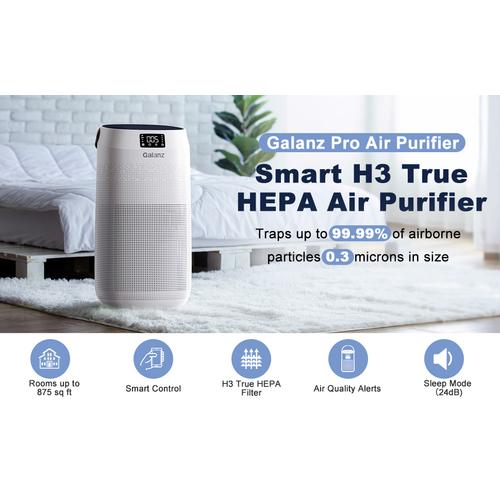 Galanz Pro Air Purifier
Smart H3 True
HEPA Air Purifier
Traps up to 99.99% of airborne
particles 0.3 microns in size
005
Galanz
Rooms up to
875 sq ft
Smart Control
H3 True HEPA
Filter
Air Quality Alerts
Sleep Mode
(24dB)